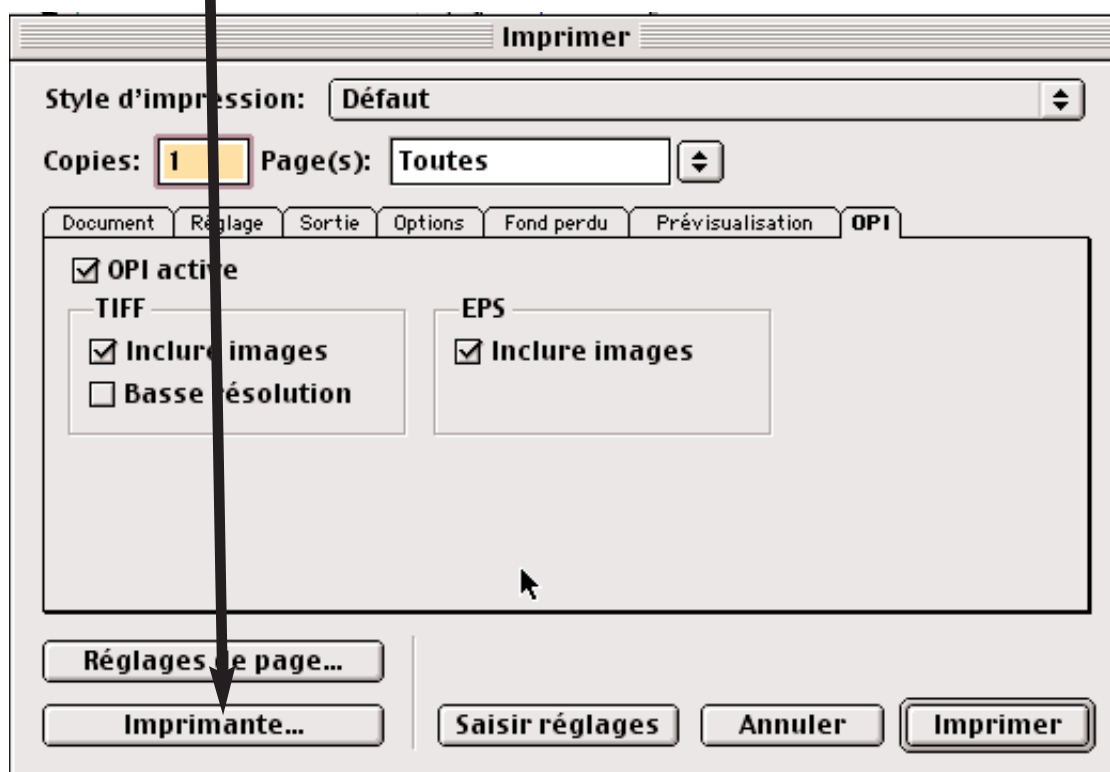 Imprimer
Style d'impression: Défaut
Copies: 1 Page(s): Toutes
Document Réglage Sortie Options Fond perdu Prévisualisation OPI
OPI active
TIFF EPS
Inclure images Inclure images
Basse résolution
Réglages de page...
Imprimante... Saisir réglages Annuler Imprimer